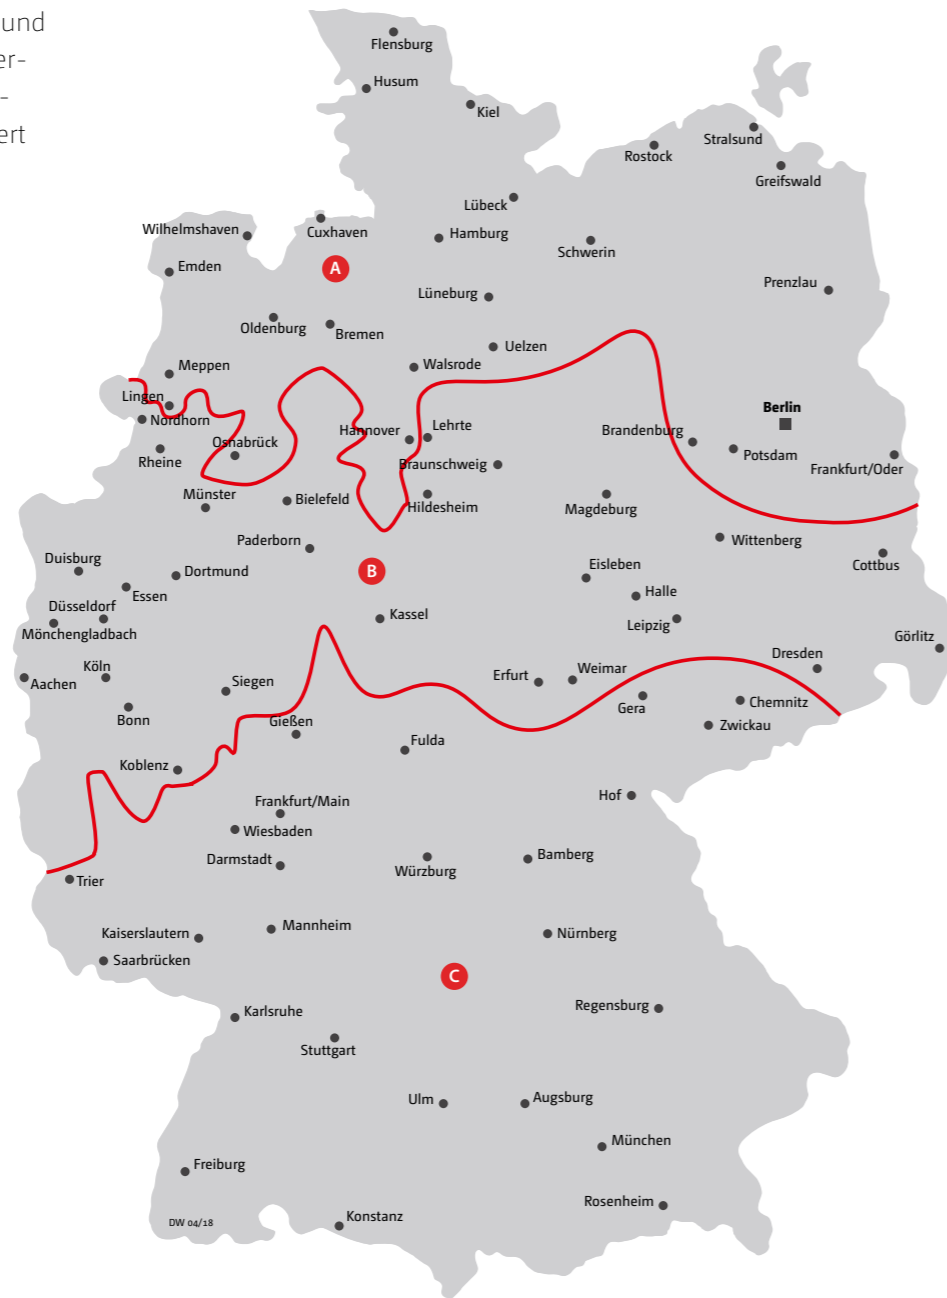 und
er-
-
ert
Flensburg
Husum
Kiel
Stralsund
Rostock
Greifswald
Lübeck
Wilhelmshaven
Cuxhaven
Hamburg
Schwerin
Emden
A
Prenzlau
Lüneburg
Oldenburg
Bremen
Uelzen
Meppen
Walsrode
Lingen
Berlin
Nordhorn
Hannover
Lehrte
Brandenburg
Osnabrück
Rheine
Potsdam
Braunschweig
Frankfurt/Oder
Münster
Bielefeld
Hildesheim
Magdeburg
Paderborn
Wittenberg
Duisburg
Dortmund
B
Eisleben
Cottbus
Essen
Halle
Düsseldorf
Kassel
Leipzig
Mönchengladbach
Görlitz
Köln
Dresden
Aachen
Siegen
Erfurt
Weimar
Bonn
Gießen
Gera
Chemnitz
Zwickau
Fulda
Koblenz
Hof
Frankfurt/Main
Wiesbaden
Darmstadt
Würzburg
Bamberg
Trier
Kaiserslautern
Mannheim
Nürnberg
Saarbrücken
C
Karlsruhe
Regensburg
Stuttgart
Ulm
Augsburg
München
Freiburg
Rosenheim
Konstanz
DW 04/18